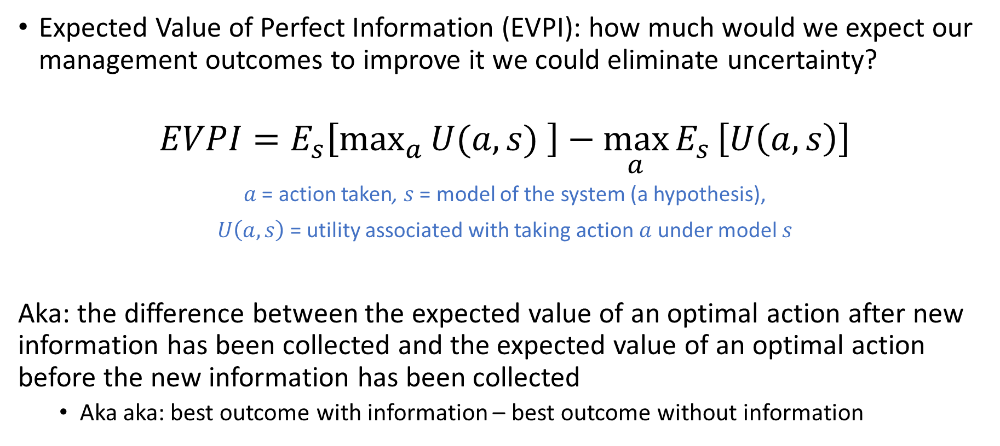 • Expected Value of Perfect Information (EVPI): how much would we expect our
management outcomes to improve it we could eliminate uncertainty?
EVPI = Eₛ[maxₐ U(a, s) ] − max Eₛ [U(a, s)]
a
a = action taken, s = model of the system (a hypothesis),
U(a, s) = utility associated with taking action a under model s
Aka: the difference between the expected value of an optimal action after new
information has been collected and the expected value of an optimal action
before the new information has been collected
• Aka aka: best outcome with information – best outcome without information